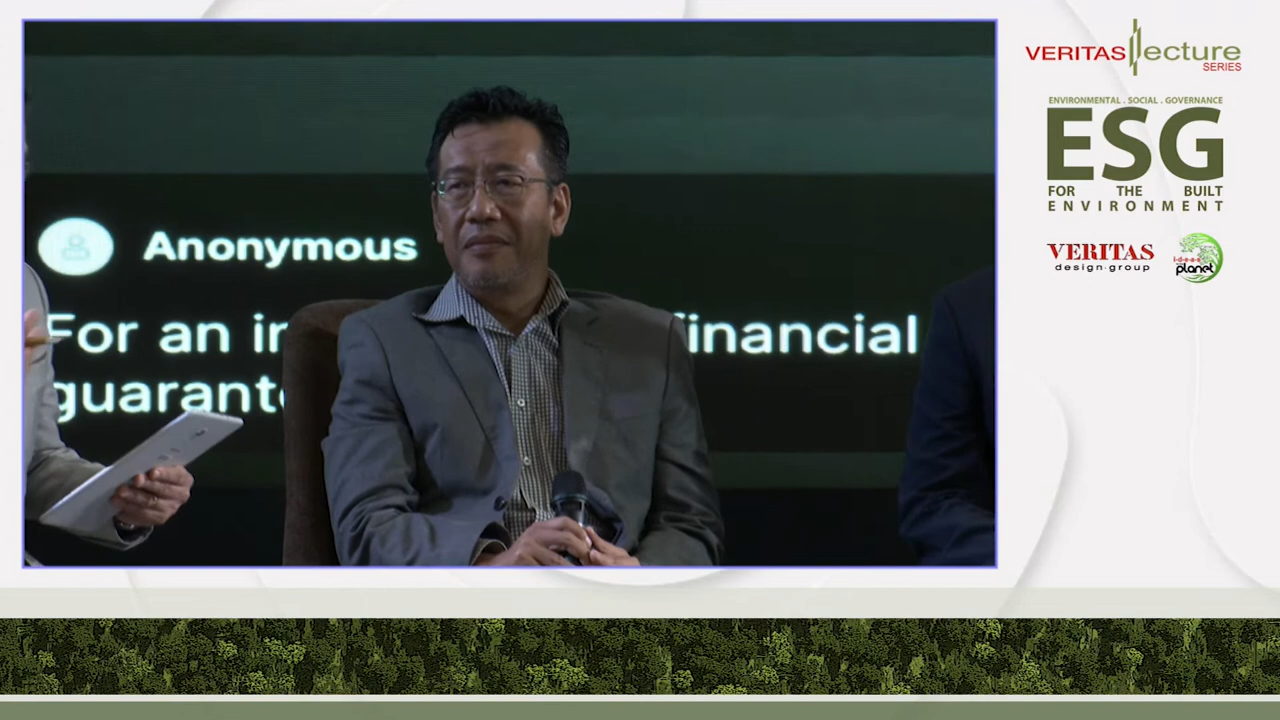 Anonymous
For an in financial
guarant
VERITAS lecture
SERIES
ENVIRONMENTAL . SOCIAL . GOVERNANCE
ESG
FOR THE BUILT
ENVIRONMENT
VERITAS
design·group
ideas
planet